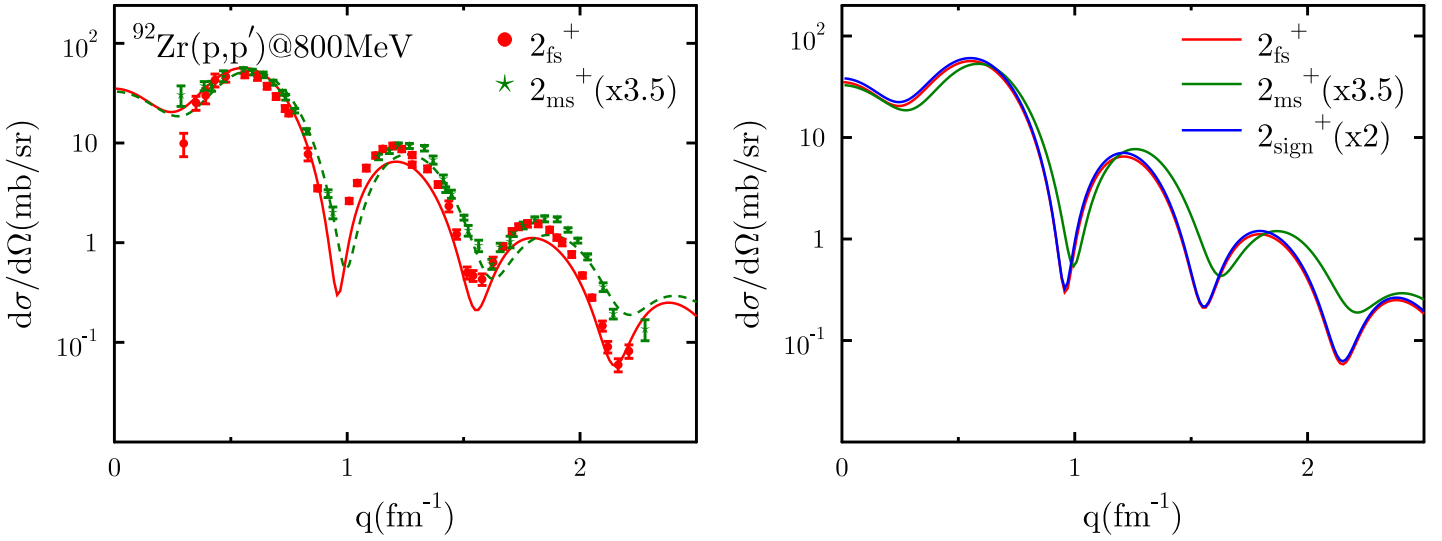 ⁹²Zr(p,p′)@800MeV
2fs⁺
2ms⁺(x3.5)
10²
10
1
10⁻¹
dσ/dΩ(mb/sr)
0
1
2
q(fm⁻¹)
2fs⁺
2ms⁺(x3.5)
2sign⁺(x2)
10²
10
1
10⁻¹
dσ/dΩ(mb/sr)
0
1
2
q(fm⁻¹)